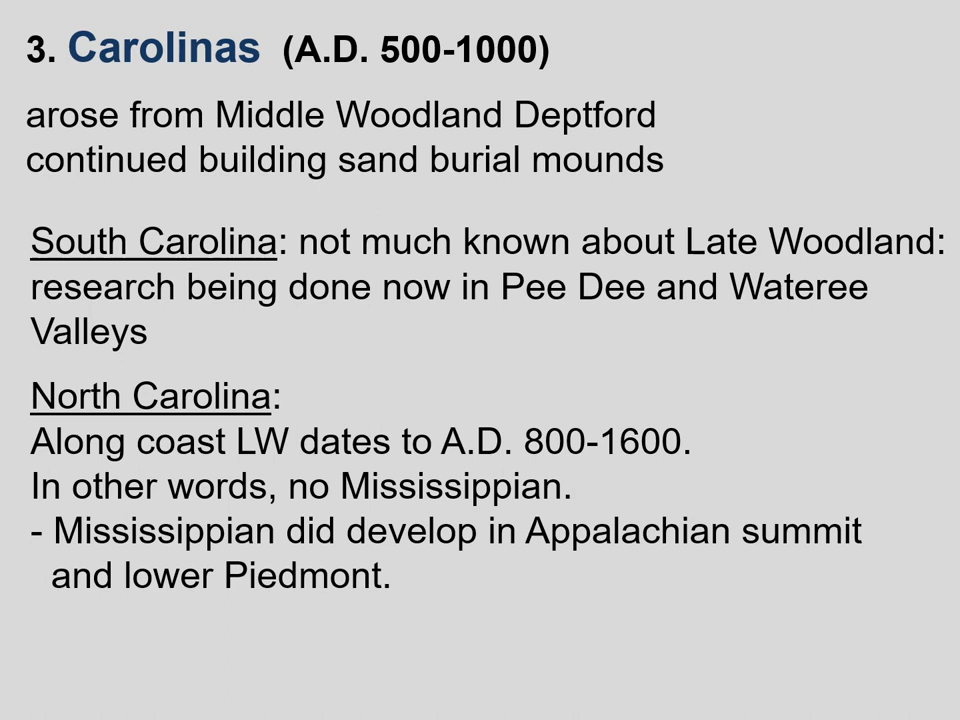 3. Carolinas (A.D. 500-1000)
arose from Middle Woodland Deptford
continued building sand burial mounds
South Carolina: not much known about Late Woodland:
research being done now in Pee Dee and Wateree
Valleys
North Carolina:
Along coast LW dates to A.D. 800-1600.
In other words, no Mississippian.
- Mississippian did develop in Appalachian summit
and lower Piedmont.